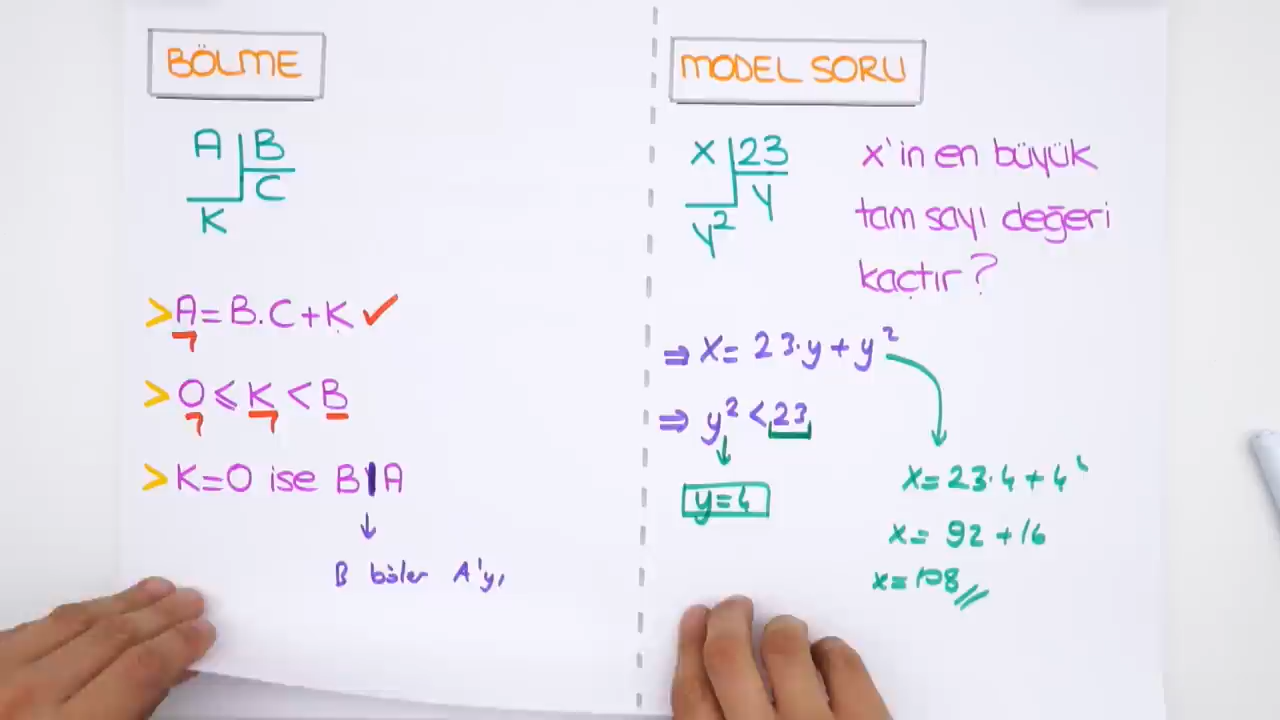 BÖLME
A B
C
K
> A = B.C + K ✓
> 0 ⩽ K < B
> K=0 ise B | A
↓
B böler A'yı
MODEL SORU
X 23
Y
Y²
x'in en büyük
tam sayı değeri
kaçtır?
⇒ X = 23.y + y²
⇒ y² < 23
y=4
X = 23.4 + 4²
X = 92 + 16
X = 108 //